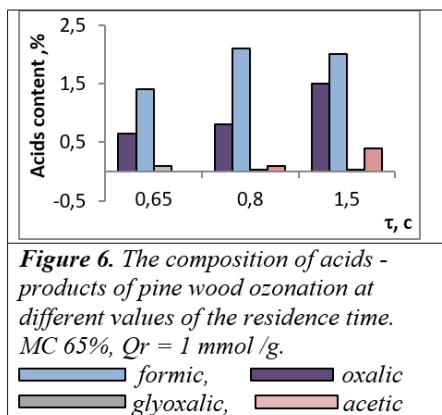 Acids content ,%
2,5
1,5
0,5
-0,5
0,65 0,8 1,5
τ, c
Figure 6. The composition of acids -
products of pine wood ozonation at
different values of the residence time.
MC 65%, Qr = 1 mmol /g.
formic, oxalic
glyoxalic, acetic